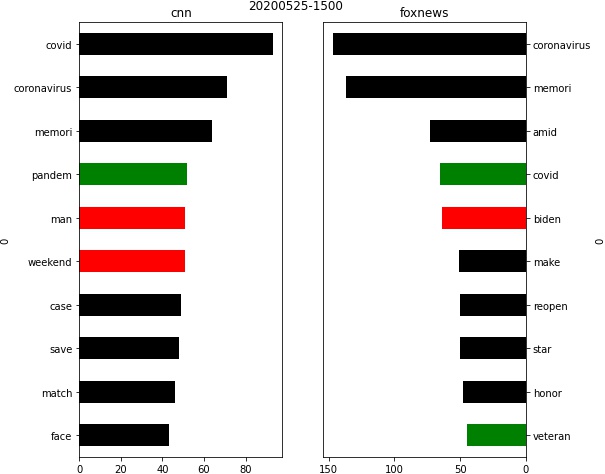 20200525-1500
cnn
foxnews
covid
coronavirus
memori
pandem
man
weekend
case
save
match
face
0
0 20 40 60 80
coronavirus
memori
amid
covid
biden
make
reopen
star
honor
veteran
0
150 100 50 0